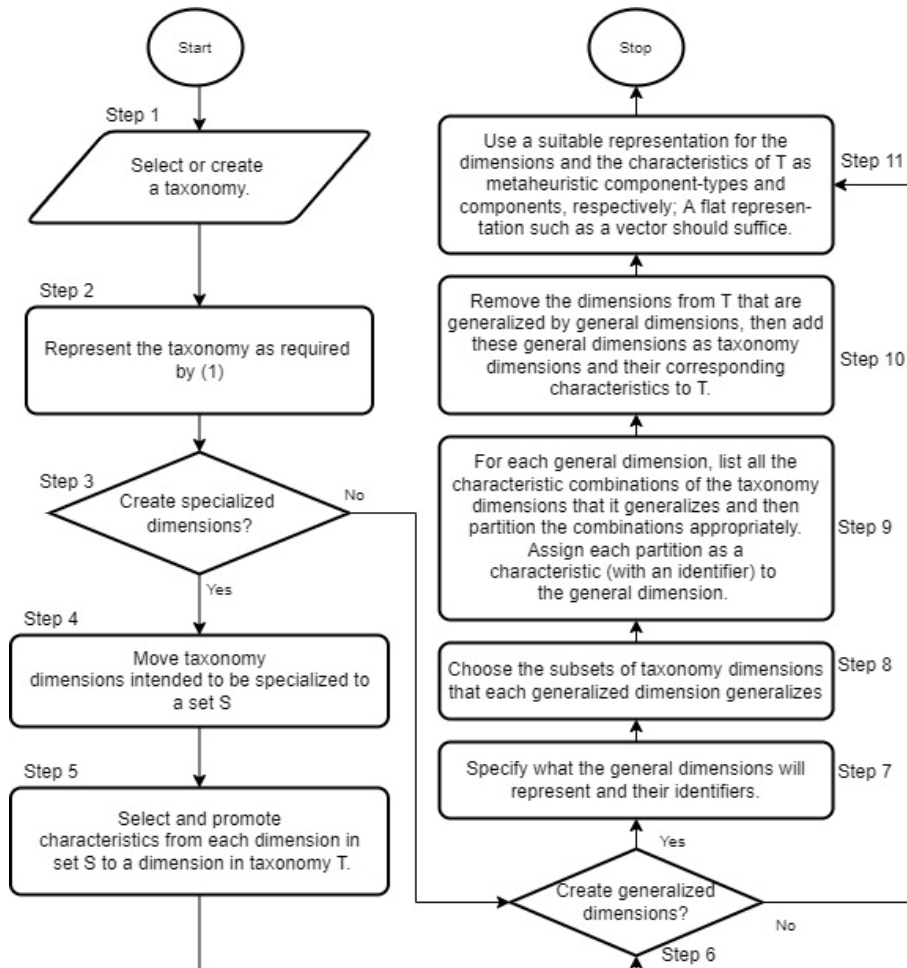 Start
Step 1
Select or create
a taxonomy.
Step 2
Represent the taxonomy as required
by (1)
Step 3
Create specialized
dimensions?
No
Yes
Step 4
Move taxonomy
dimensions intended to be specialized to
a set S
Step 5
Select and promote
characteristics from each dimension in
set S to a dimension in taxonomy T.
Step 6
Create generalized
dimensions?
No
Yes
Step 7
Specify what the general dimensions will
represent and their identifiers.
Step 8
Choose the subsets of taxonomy dimensions
that each generalized dimension generalizes
Step 9
For each general dimension, list all the
characteristic combinations of the taxonomy
dimensions that it generalizes and then
partition the combinations appropriately.
Assign each partition as a
characteristic (with an identifier) to
the general dimension.
Step 10
Remove the dimensions from T that are
generalized by general dimensions, then add
these general dimensions as taxonomy
dimensions and their corresponding
characteristics to T.
Step 11
Use a suitable representation for the
dimensions and the characteristics of T as
metaheuristic component-types and
components, respectively; A flat represen-
tation such as a vector should suffice.
Stop